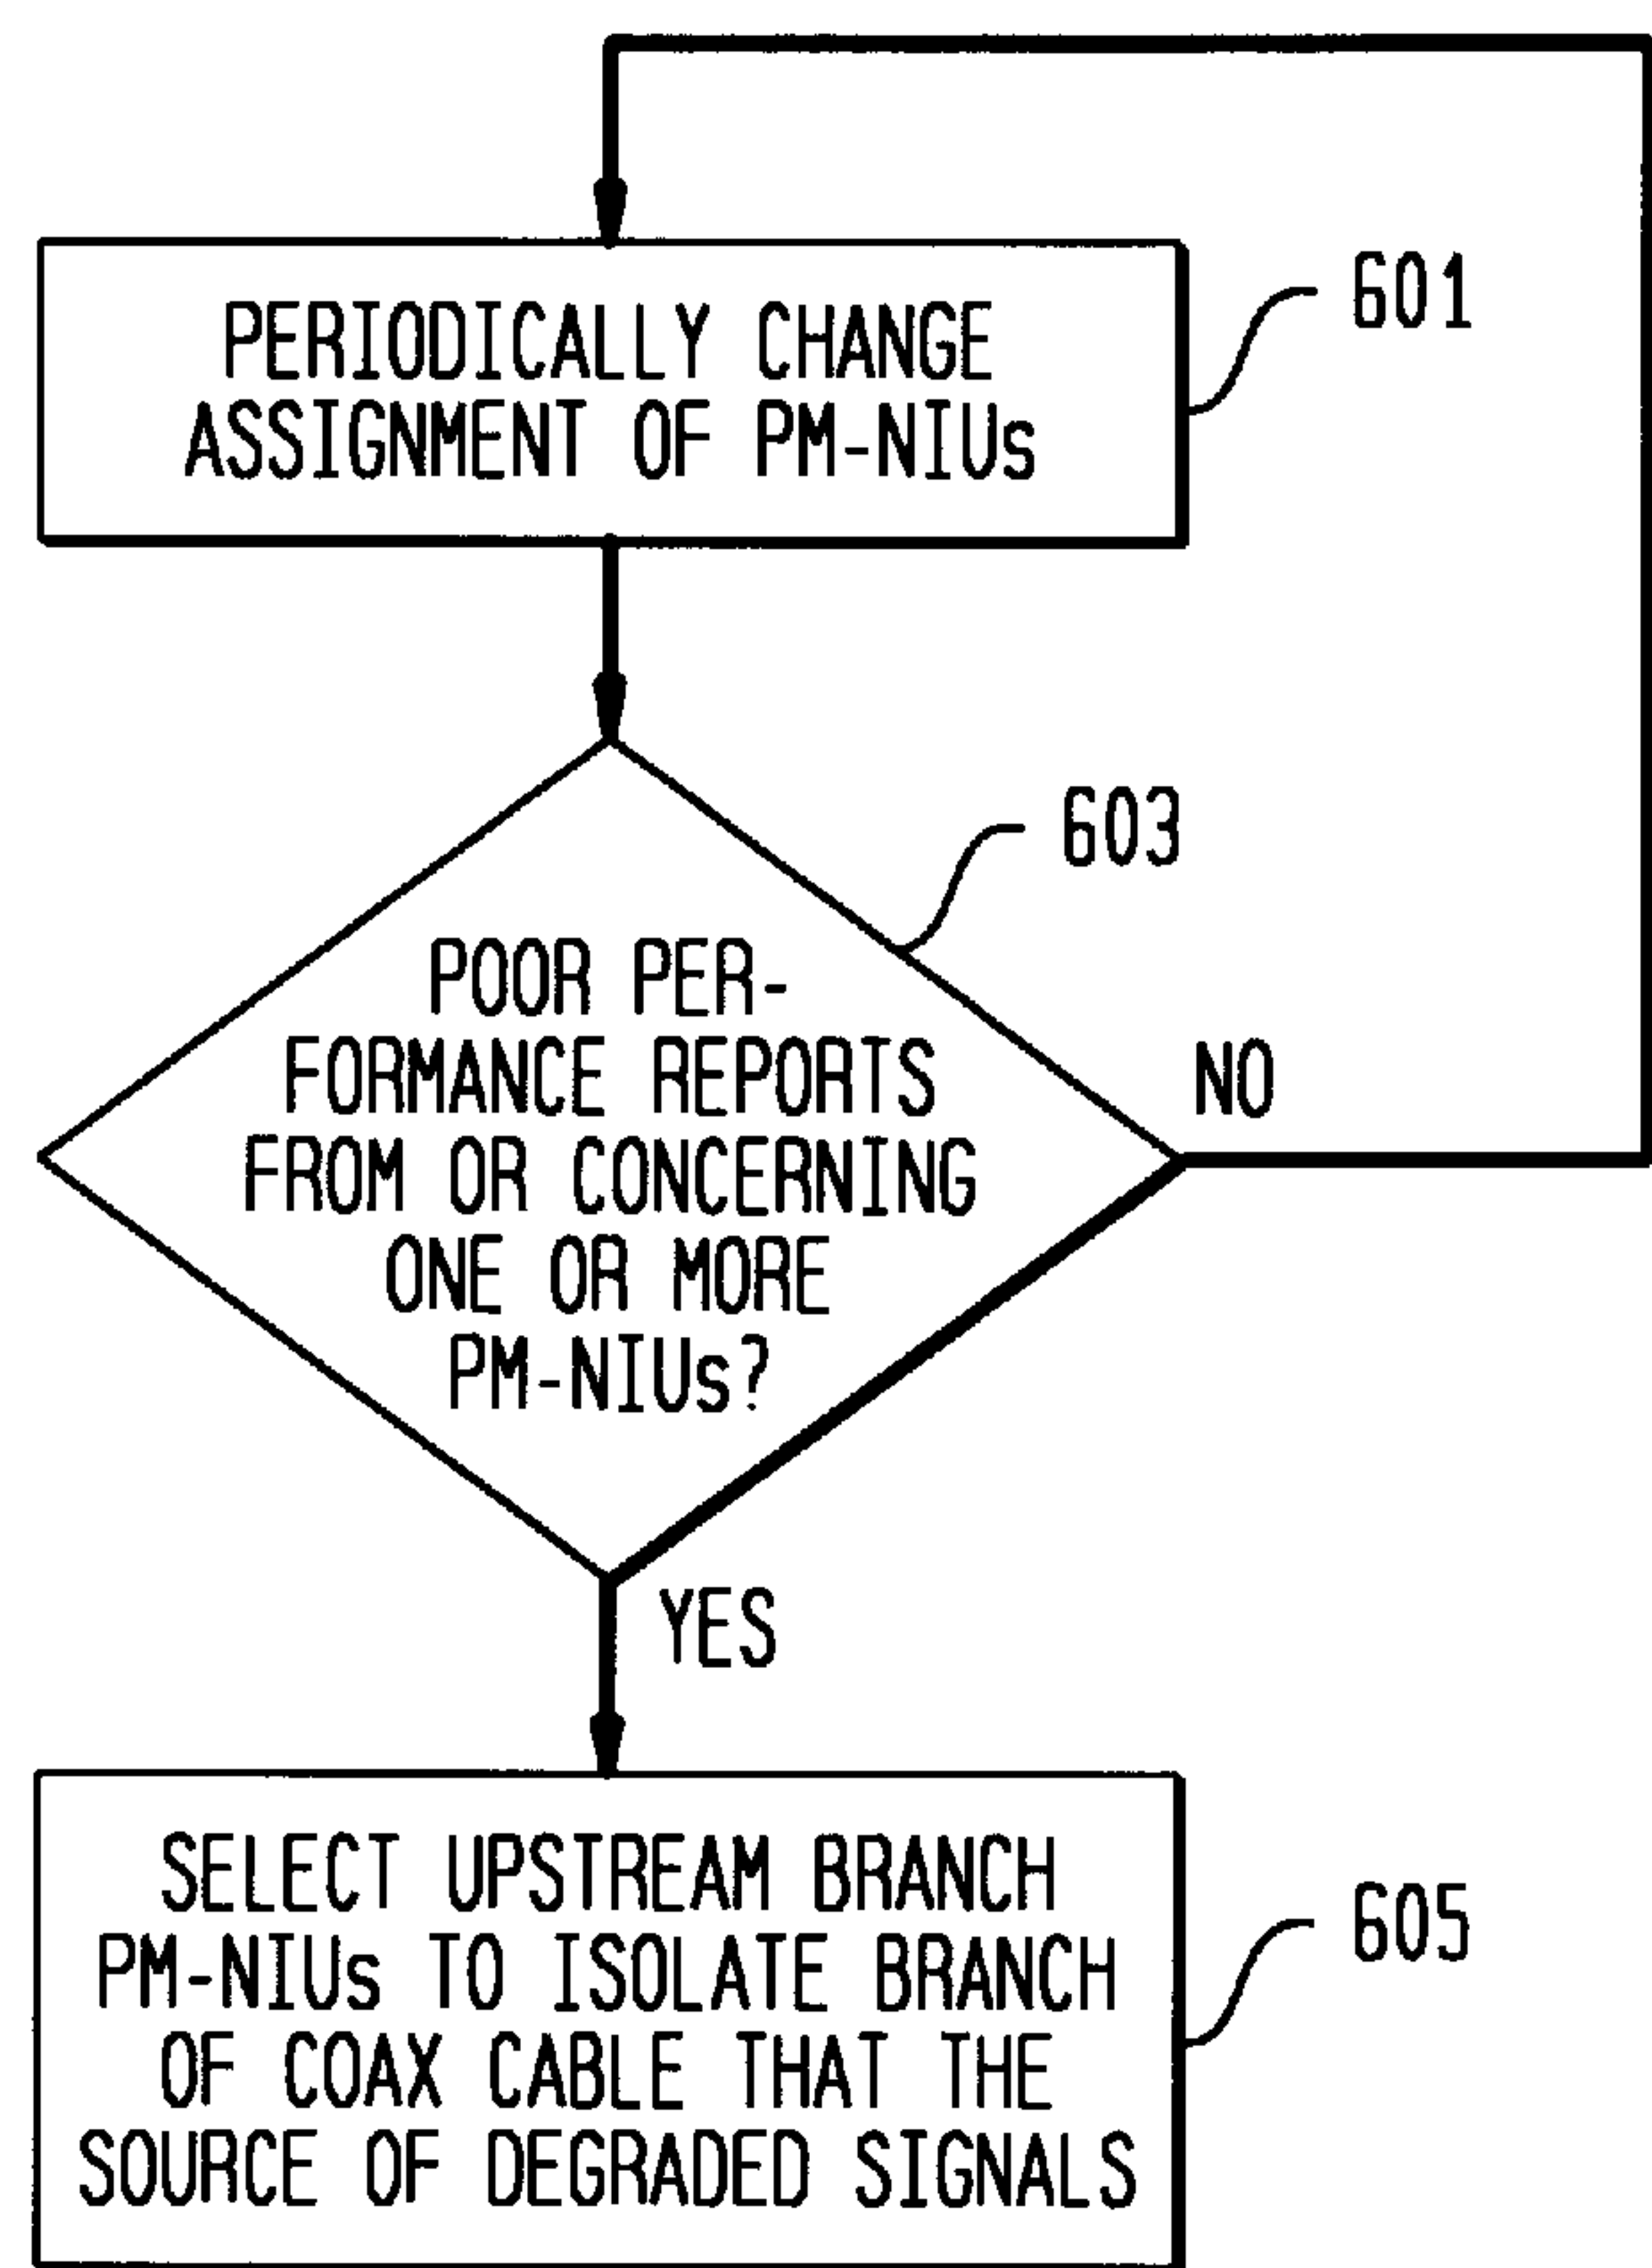 PERIODICALLY CHANGE
ASSIGNMENT OF PM-NIUs
601
603
POOR PER-
FORMANCE REPORTS
FROM OR CONCERNING
ONE OR MORE
PM-NIUs?
NO
YES
SELECT UPSTREAM BRANCH
PM-NIUs TO ISOLATE BRANCH
OF COAX CABLE THAT THE
SOURCE OF DEGRADED SIGNALS
605